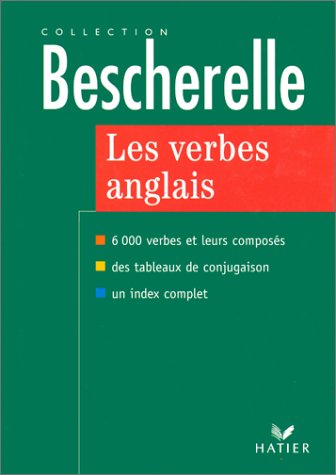 COLLECTION
Bescherelle
Les verbes
anglais
6 000 verbes et leurs composés
des tableaux de conjugaison
un index complet
HATIER